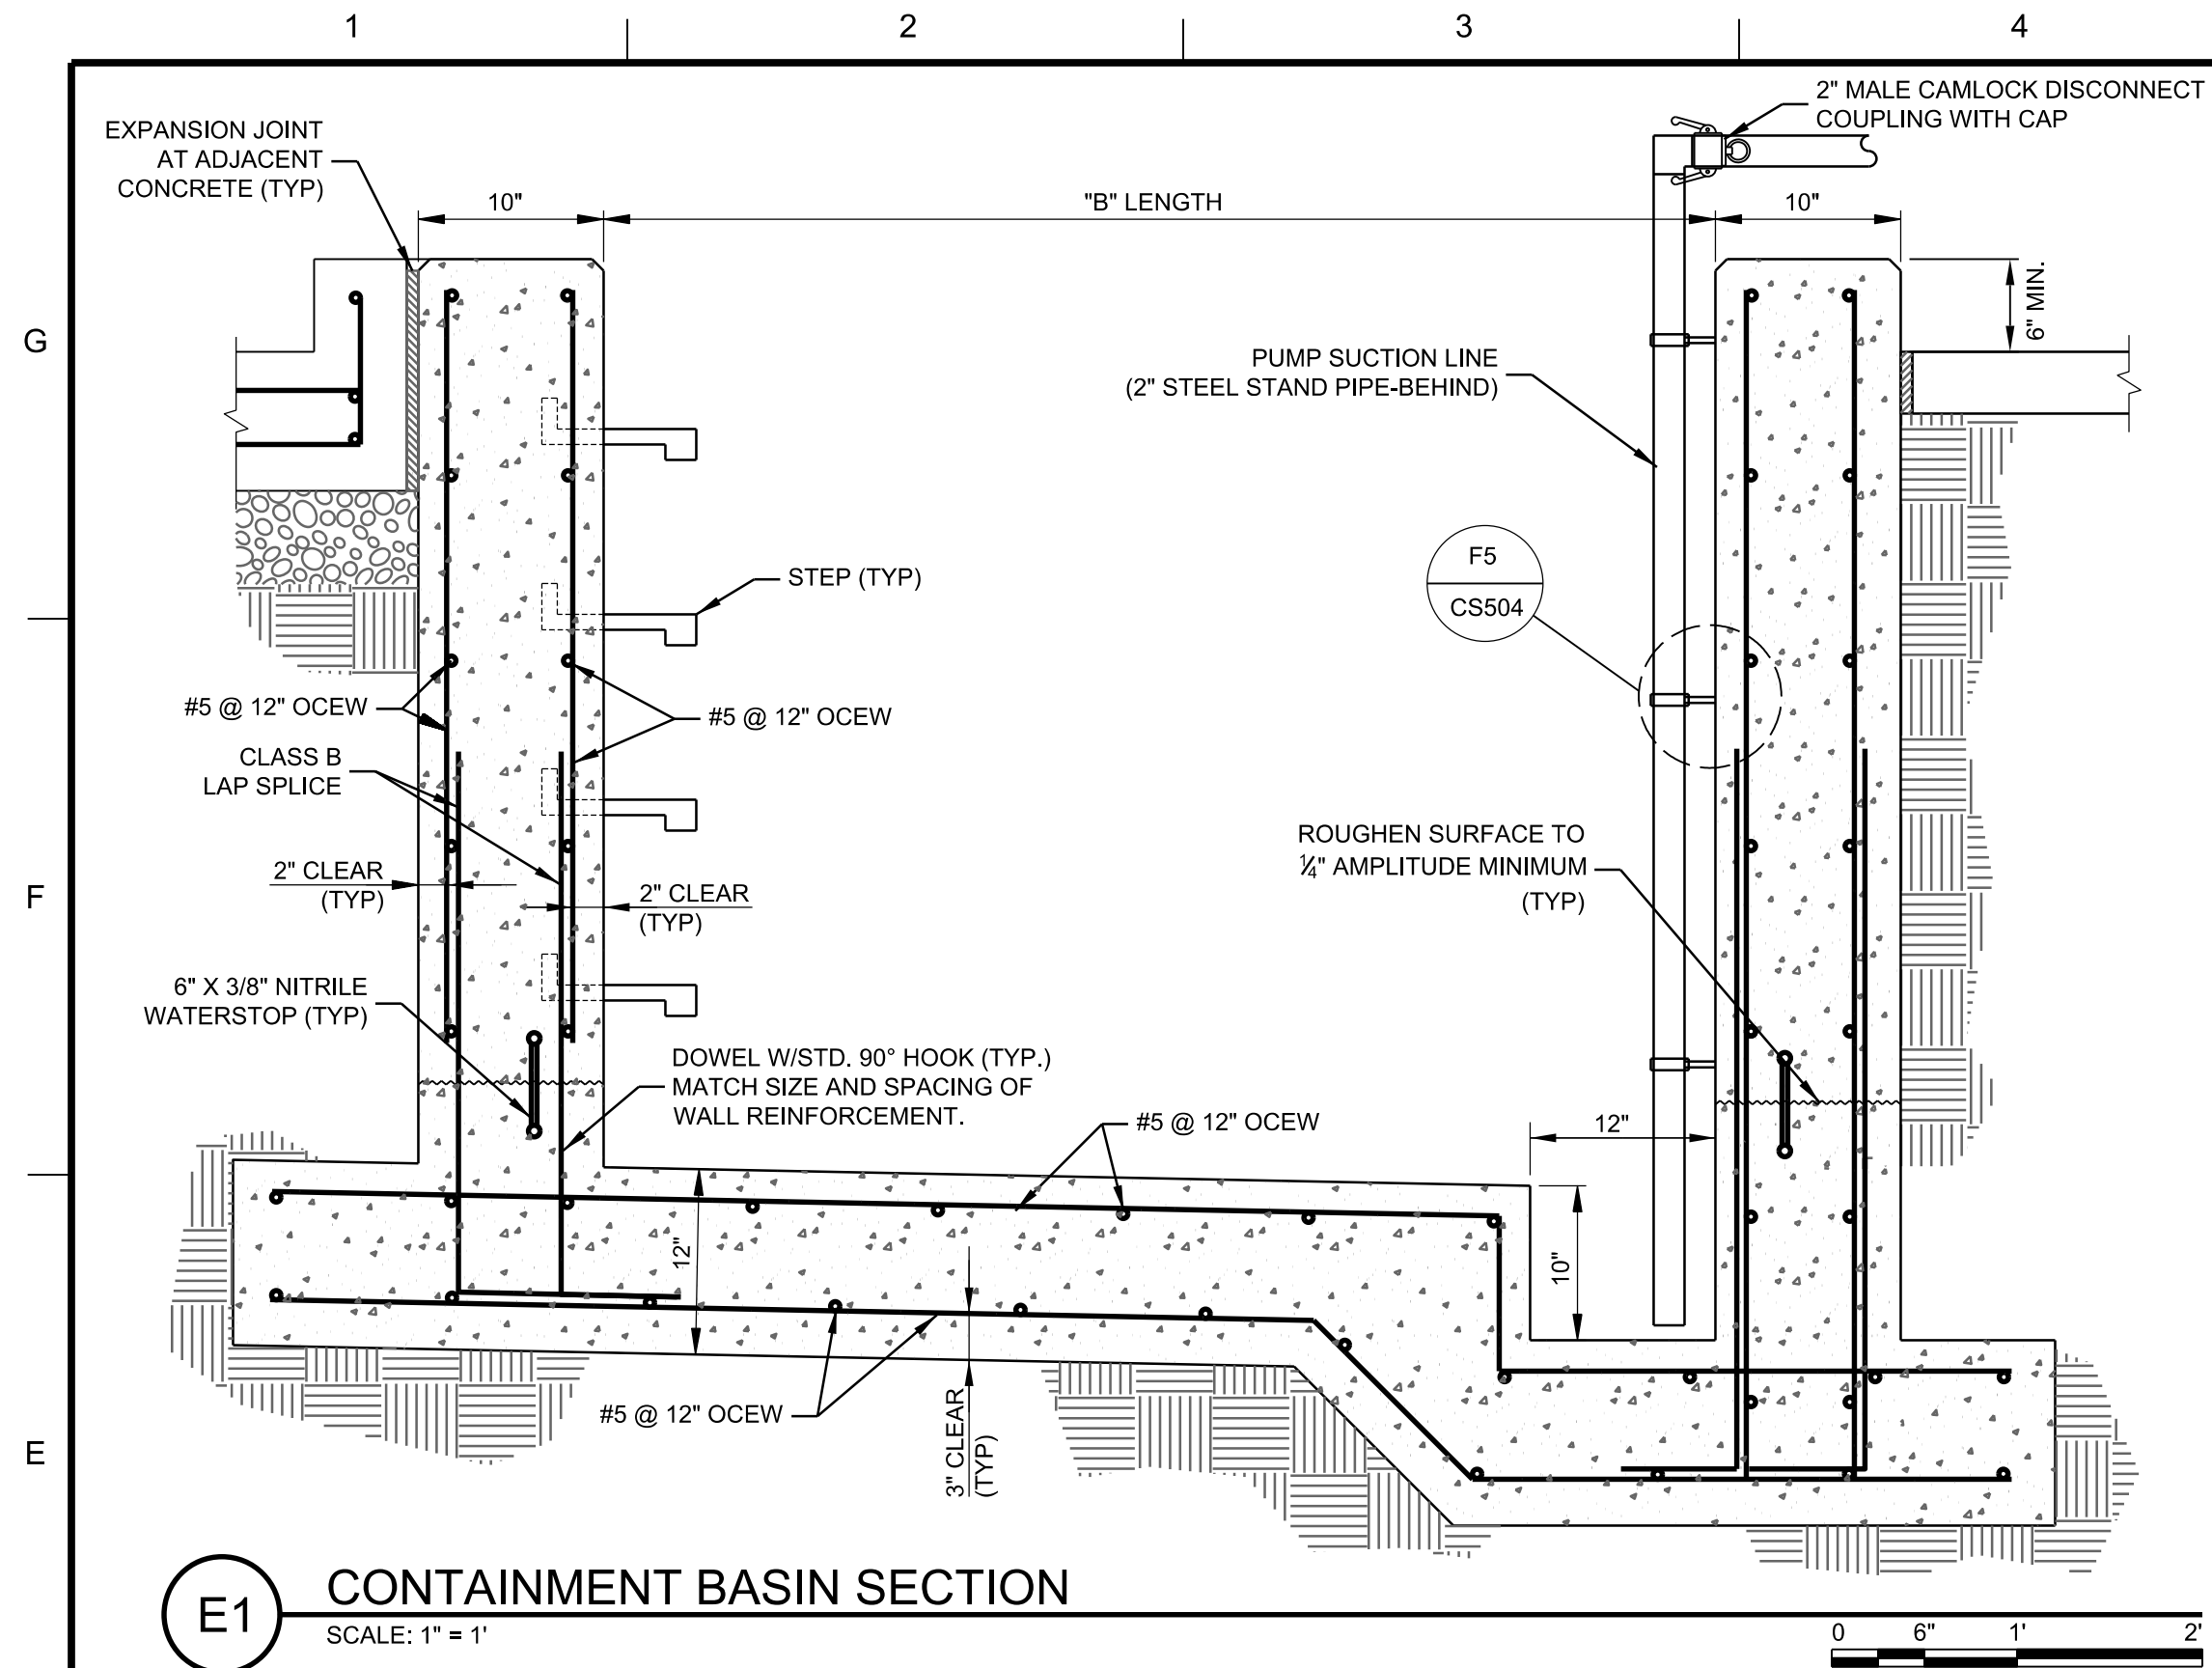 1
2
3
4
2" MALE CAMLOCK DISCONNECT
COUPLING WITH CAP
EXPANSION JOINT
AT ADJACENT
CONCRETE (TYP)
10"
"B" LENGTH
10"
6" MIN.
G
PUMP SUCTION LINE
(2" STEEL STAND PIPE-BEHIND)
F5
CS504
STEP (TYP)
#5 @ 12" OCEW
#5 @ 12" OCEW
CLASS B
LAP SPLICE
2" CLEAR
(TYP)
2" CLEAR
(TYP)
ROUGHEN SURFACE TO
¼" AMPLITUDE MINIMUM
(TYP)
F
6" X 3/8" NITRILE
WATERSTOP (TYP)
DOWEL W/STD. 90° HOOK (TYP.)
MATCH SIZE AND SPACING OF
WALL REINFORCEMENT.
#5 @ 12" OCEW
12"
12"
10"
#5 @ 12" OCEW
3" CLEAR
(TYP)
E
E1
CONTAINMENT BASIN SECTION
SCALE: 1" = 1'
0 6" 1' 2'